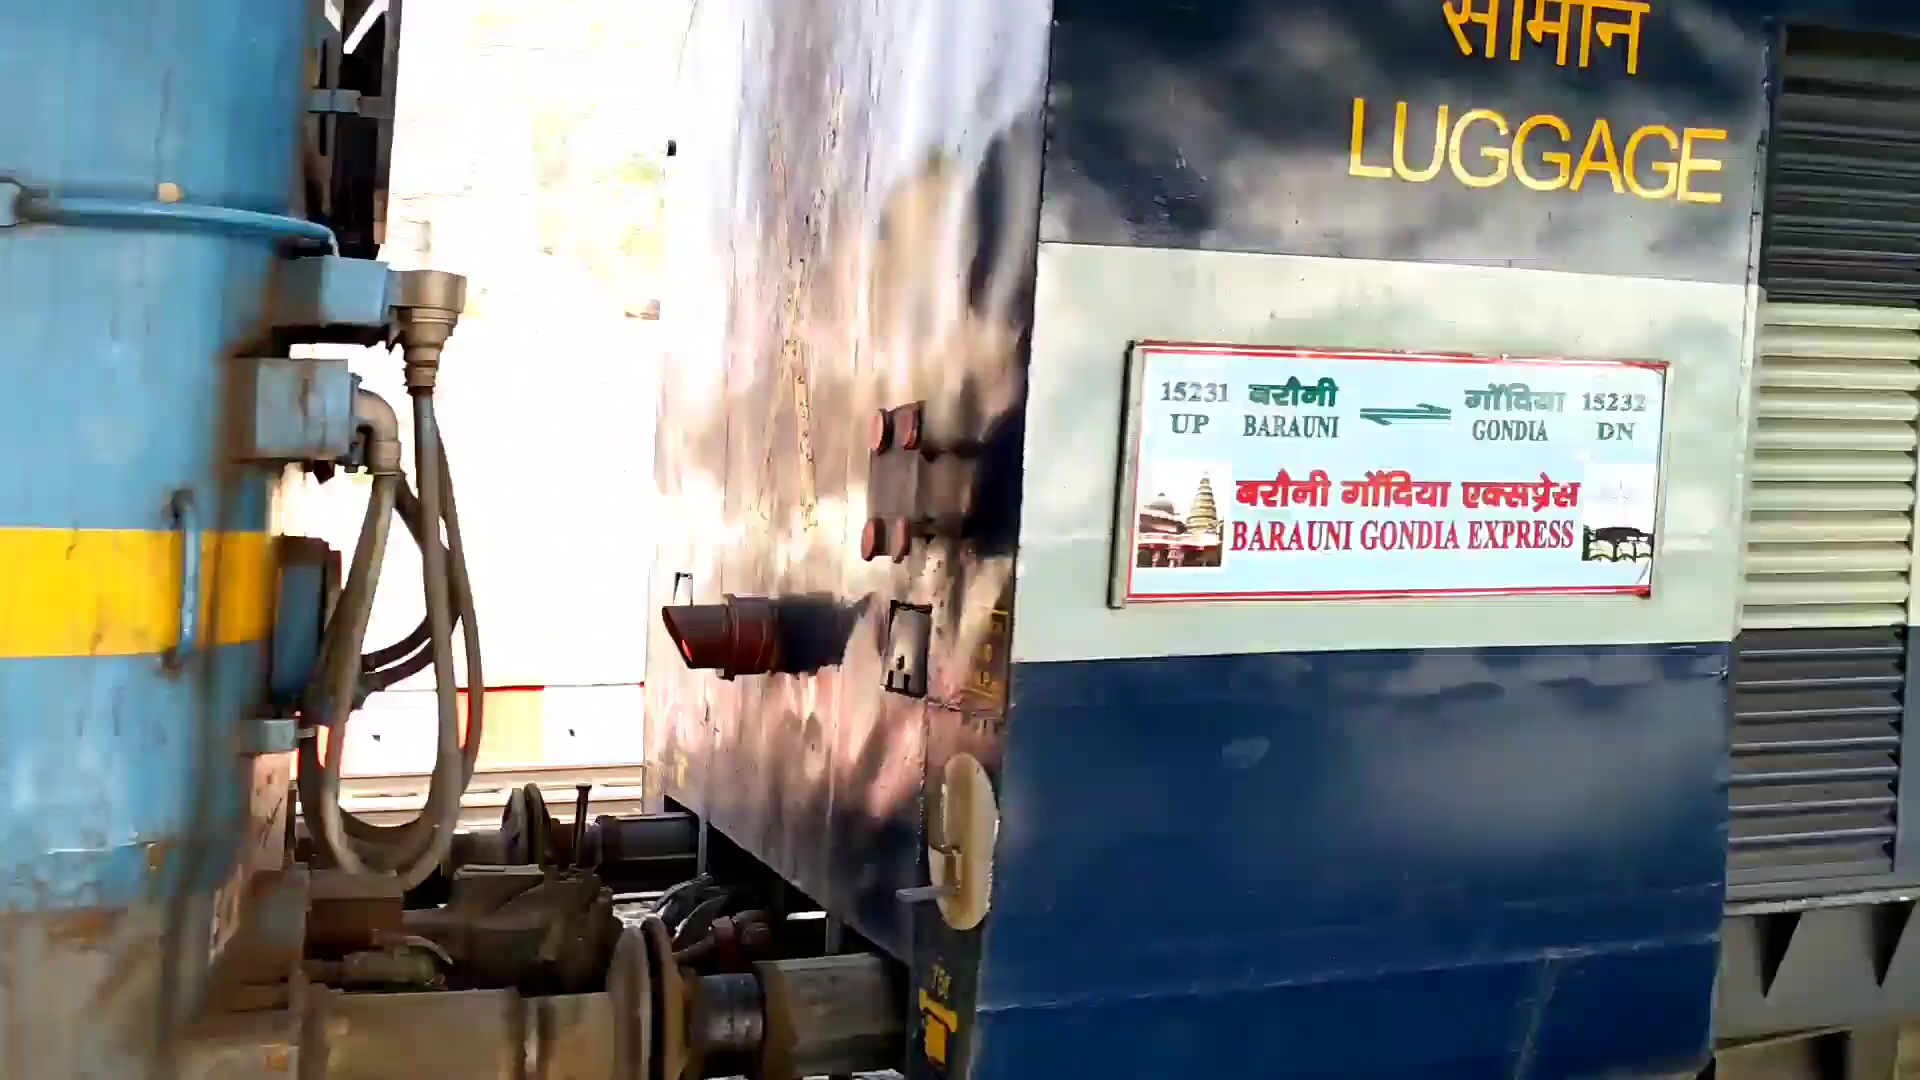 सामान
LUGGAGE
15231 बरौनी गोंदिया 15232
UP BARAUNI GONDIA DN
बरौनी गोंदिया एक्सप्रेस
BARAUNI GONDIA EXPRESS